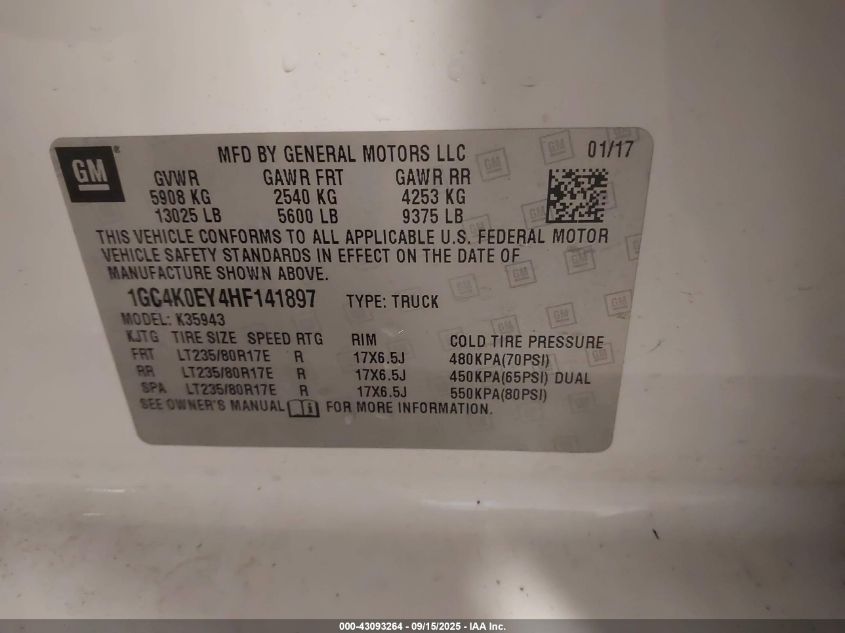 GM
MFD BY GENERAL MOTORS LLC 01/17
GVWR GAWR FRT GAWR RR
5908 KG 2540 KG 4253 KG
13025 LB 5600 LB 9375 LB
THIS VEHICLE CONFORMS TO ALL APPLICABLE U.S. FEDERAL MOTOR
VEHICLE SAFETY STANDARDS IN EFFECT ON THE DATE OF
MANUFACTURE SHOWN ABOVE.
1GC4K0EY4HF141897 TYPE: TRUCK
MODEL: K35943
KJTG TIRE SIZE SPEED RTG RIM COLD TIRE PRESSURE
FRT LT235/80R17E R 17X6.5J 480KPA(70PSI)
RR LT235/80R17E R 17X6.5J 450KPA(65PSI) DUAL
SPA LT235/80R17E R 17X6.5J 550KPA(80PSI)
SEE OWNER'S MANUAL FOR MORE INFORMATION.
000-43093264 - 09/15/2025 - IAA Inc.